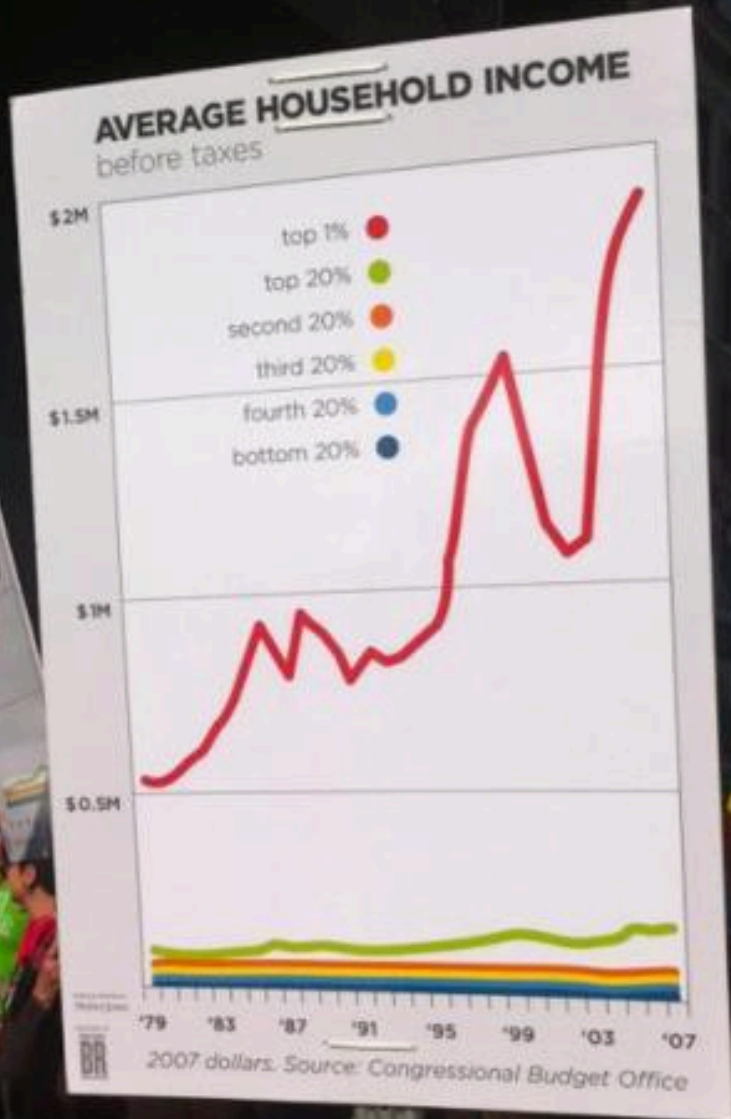 AVERAGE HOUSEHOLD INCOME
before taxes
$2M
top 1%
top 20%
second 20%
third 20%
$1.5M
fourth 20%
bottom 20%
$1M
$0.5M
'79 '83 '87 '91 '95 '99 '03 '07
2007 dollars. Source: Congressional Budget Office